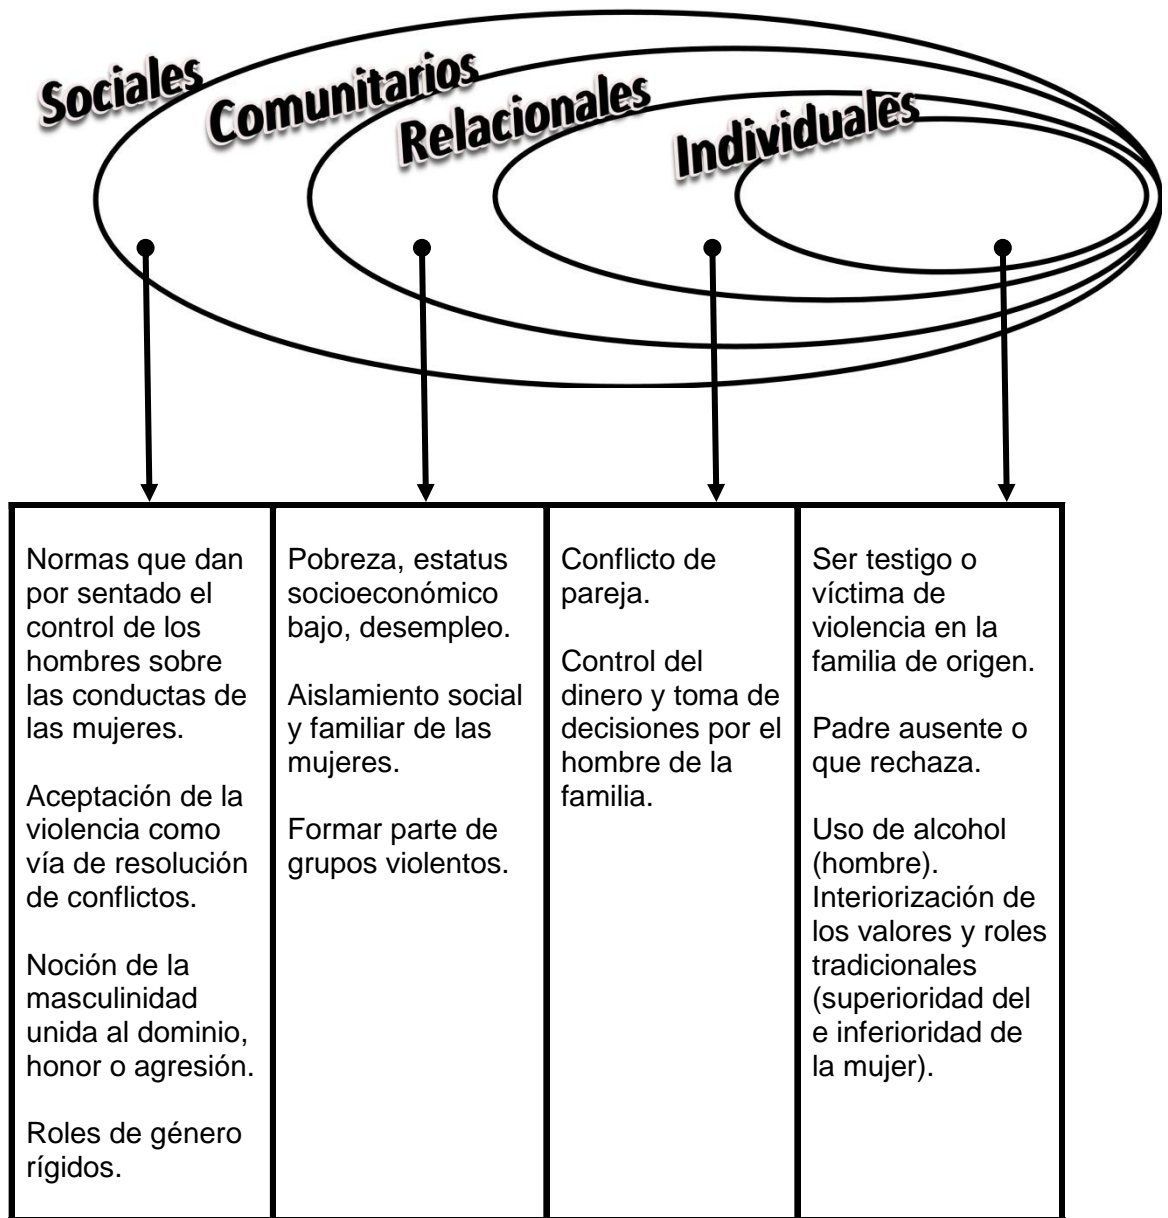 Sociales
Comunitarios
Relacionales
Individuales
Normas que dan
por sentado el
control de los
hombres sobre
las conductas de
las mujeres.
Aceptación de la
violencia como
vía de resolución
de conflictos.
Noción de la
masculinidad
unida al dominio,
honor o agresión.
Roles de género
rígidos.
Pobreza, estatus
socioeconómico
bajo, desempleo.
Aislamiento social
y familiar de las
mujeres.
Formar parte de
grupos violentos.
Conflicto de
pareja.
Control del
dinero y toma de
decisiones por el
hombre de la
familia.
Ser testigo o
víctima de
violencia en la
familia de origen.
Padre ausente o
que rechaza.
Uso de alcohol
(hombre).
Interiorización de
los valores y roles
tradicionales
(superioridad del
e inferioridad de
la mujer).